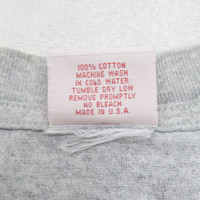 100% COTTON
MACHINE WASH
IN COLD WATER
TUMBLE DRY LOW
REMOVE PROMPTLY
NO BLEACH
MADE IN U.S.A.